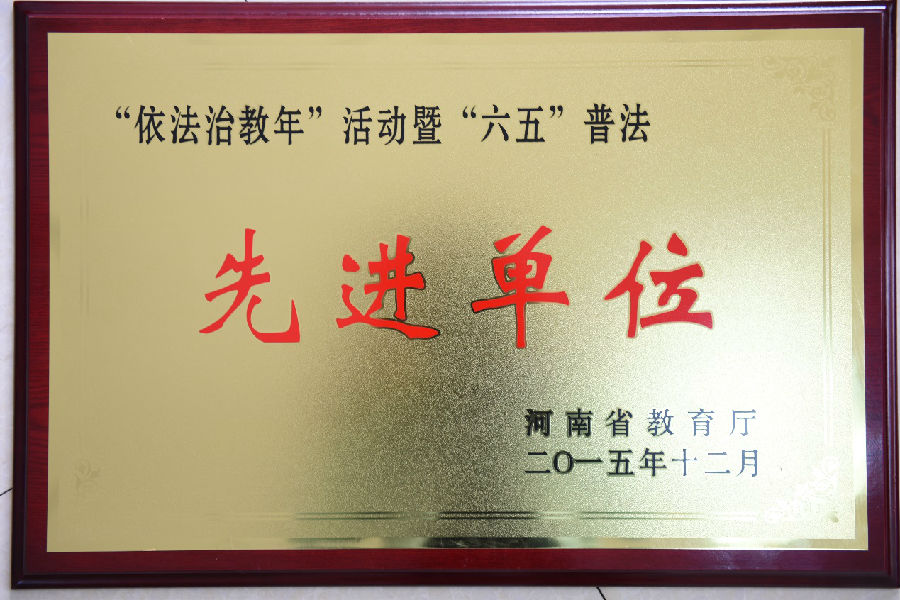 “依法治教年”活动暨“六五”普法
先进单位
河南省教育厅
二〇一五年十二月